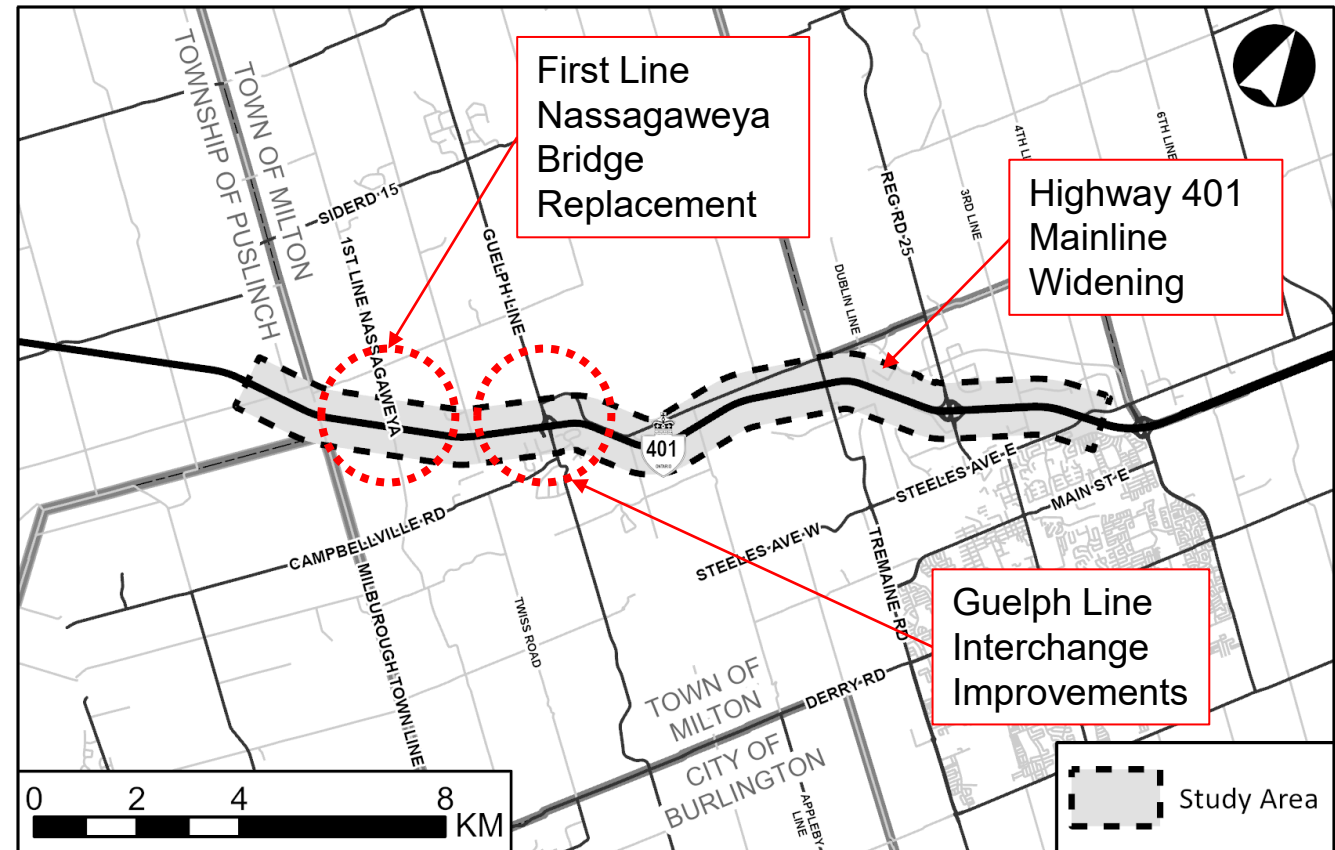 TOWN OF MILTON
TOWNSHIP OF PUSLINCH
First Line
Nassagaweya
Bridge
Replacement
SIDERD 15
1ST LINE NASSAGAWEYA
GUELPH LINE
REG RD 25
3RD LINE
4TH LI
6TH LINE
DUBLIN LINE
Highway 401
Mainline
Widening
401
ONTARIO
CAMPBELLVILLE RD
MILBUROUGH TOWN LINE
TWISS ROAD
STEELES AVE W
STEELES AVE E
MAIN ST E
TREMAINE RD
Guelph Line
Interchange
Improvements
TOWN OF
MILTON
DERRY RD
CITY OF
BURLINGTON
APPLEBY
LINE
0 2 4 8
KM
Study Area